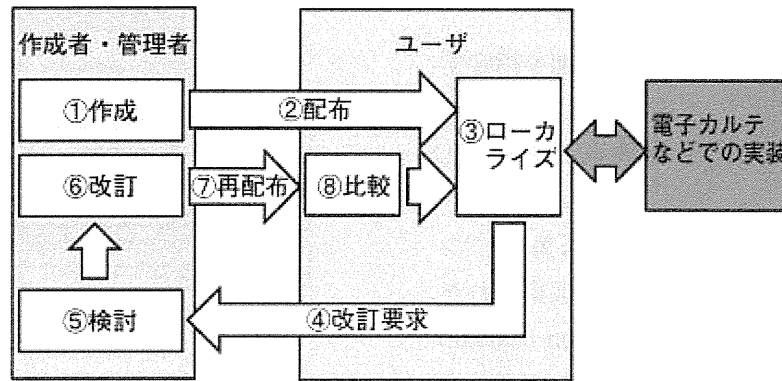 作成者・管理者
ユーザ
①作成
②配布
③ローカ
ライズ
電子カルテ
などでの実装
⑥改訂
⑦再配布
⑧比較
⑤検討
④改訂要求